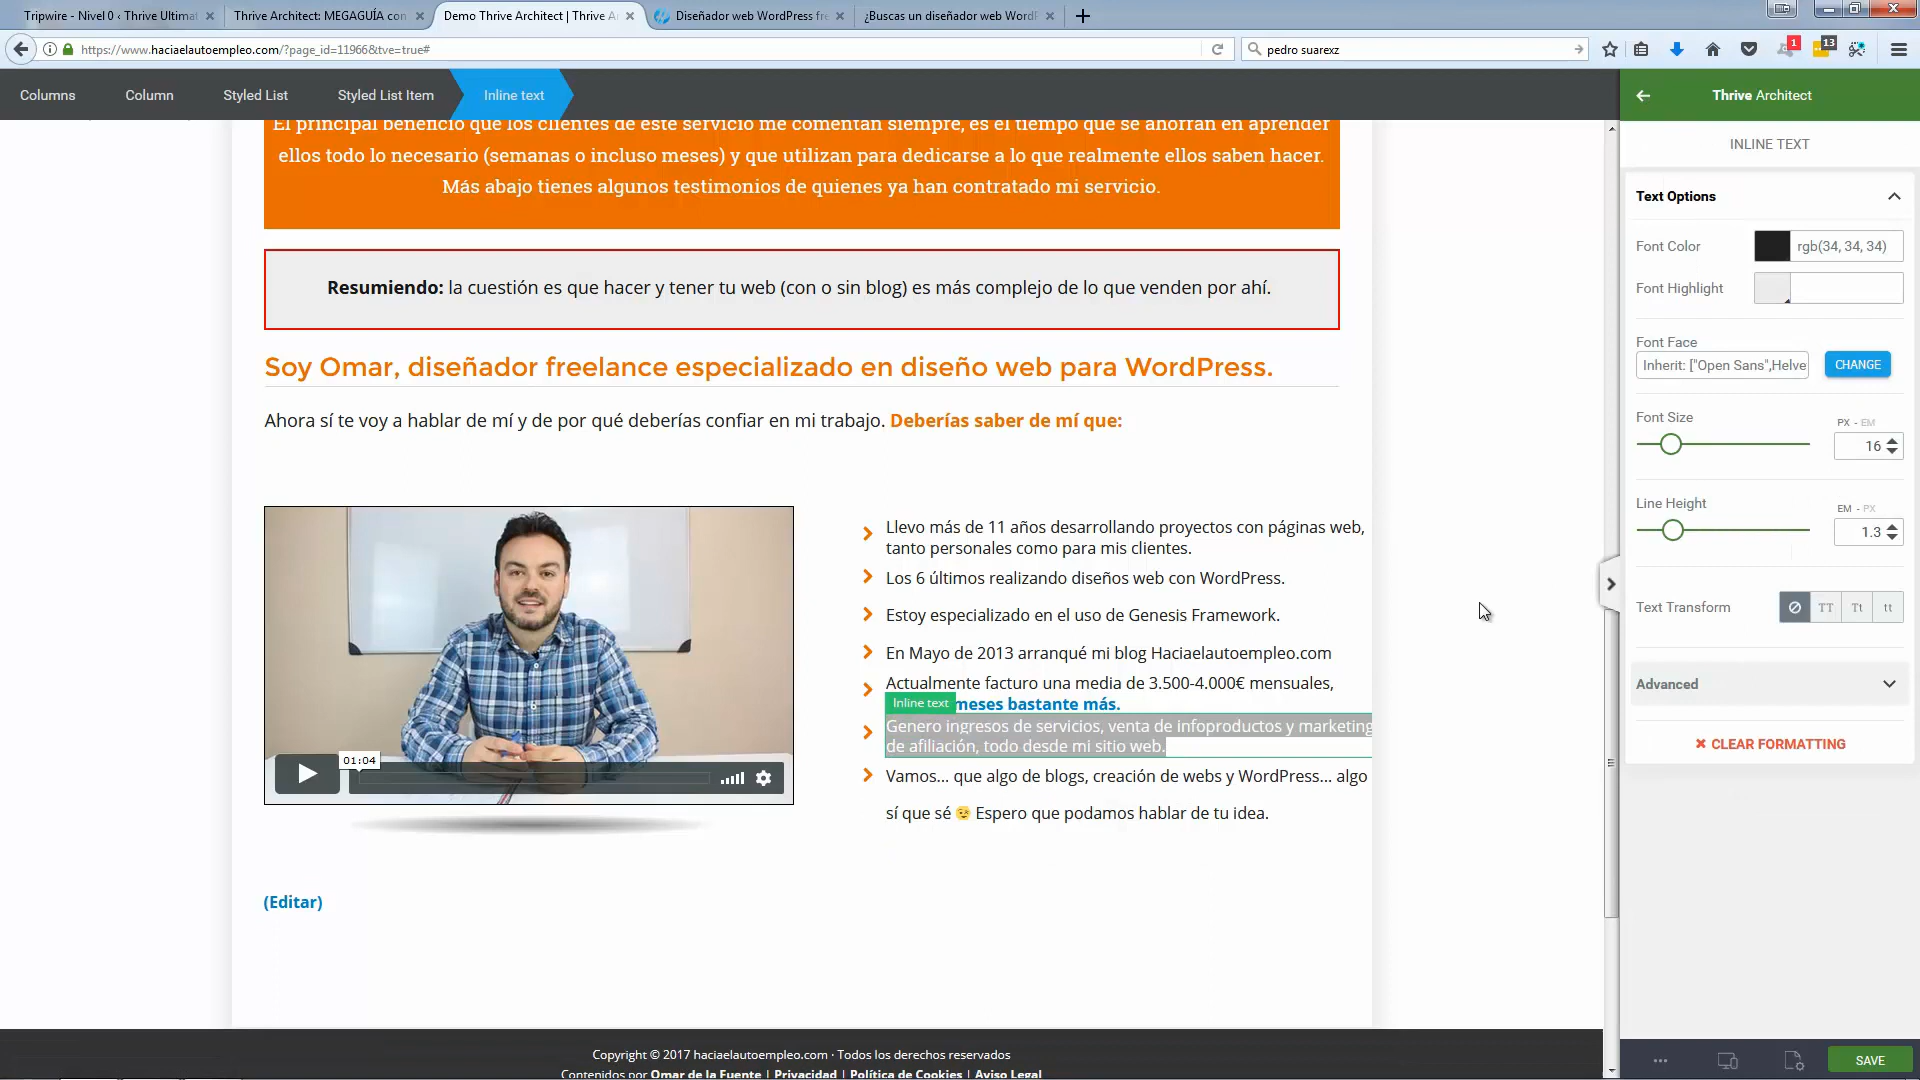 Tripwire - Nivel 0 ‹ Thrive Ultimat
Thrive Architect: MEGAGUÍA con
Demo Thrive Architect | Thrive A
Diseñador web WordPress fre
¿Buscas un diseñador web WordP
https://www.haciaelautoempleo.com/?page_id=11966&tve=true#
pedro suarexz
1
13
Columns
Column
Styled List
Styled List Item
Inline text
Thrive Architect
El principal beneficio que los clientes de este servicio me comentan siempre, es el tiempo que se ahorran en aprender
ellos todo lo necesario (semanas o incluso meses) y que utilizan para dedicarse a lo que realmente ellos saben hacer.
Más abajo tienes algunos testimonios de quienes ya han contratado mi servicio.
Resumiendo: la cuestión es que hacer y tener tu web (con o sin blog) es más complejo de lo que venden por ahí.
Soy Omar, diseñador freelance especializado en diseño web para WordPress.
Ahora sí te voy a hablar de mí y de por qué deberías confiar en mi trabajo. Deberías saber de mí que:
01:04
Llevo más de 11 años desarrollando proyectos con páginas web,
tanto personales como para mis clientes.
Los 6 últimos realizando diseños web con WordPress.
Estoy especializado en el uso de Genesis Framework.
En Mayo de 2013 arranqué mi blog Haciaelautoempleo.com
Actualmente facturo una media de 3.500-4.000€ mensuales,
Inline text
meses bastante más.
Genero ingresos de servicios, venta de infoproductos y marketing
de afiliación, todo desde mi sitio web.
Vamos... que algo de blogs, creación de webs y WordPress... algo
sí que sé 😉 Espero que podamos hablar de tu idea.
(Editar)
Copyright © 2017 haciaelautoempleo.com · Todos los derechos reservados
Contenidos por Omar de la Fuente | Privacidad | Política de Cookies | Aviso Legal
INLINE TEXT
Text Options
Font Color
rgb(34, 34, 34)
Font Highlight
Font Face
Inherit: ["Open Sans",Helve
CHANGE
Font Size
PX - EM
16
Line Height
EM - PX
1.3
Text Transform
TT
Tt
tt
Advanced
✖ CLEAR FORMATTING
SAVE